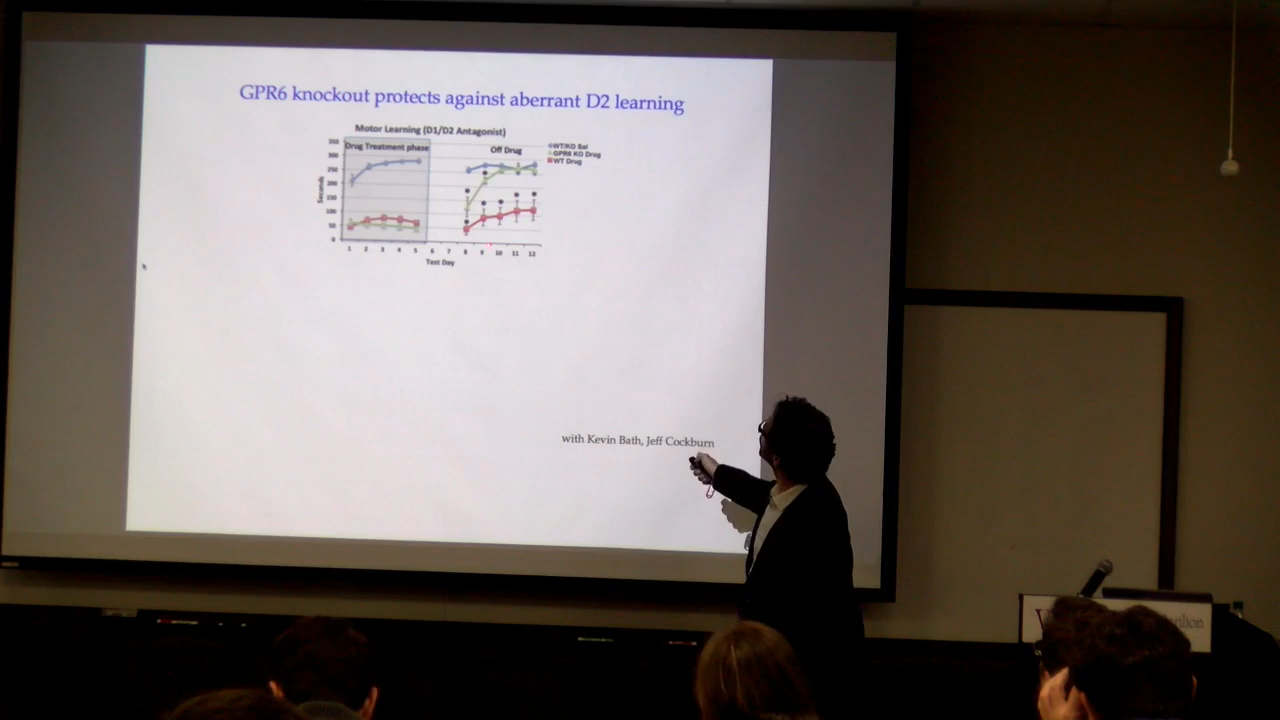 GPR6 knockout protects against aberrant D2 learning
Motor Learning (D1/D2 Antagonist)
Drug Treatment phase
Off Drug
WT/KO Sal
GPR6 KO Drug
WT Drug
350
300
250
200
150
100
50
0
Seconds
1 2 3 4 5 6 7 8 9 10 11 12
Test Day
with Kevin Bath, Jeff Cockburn